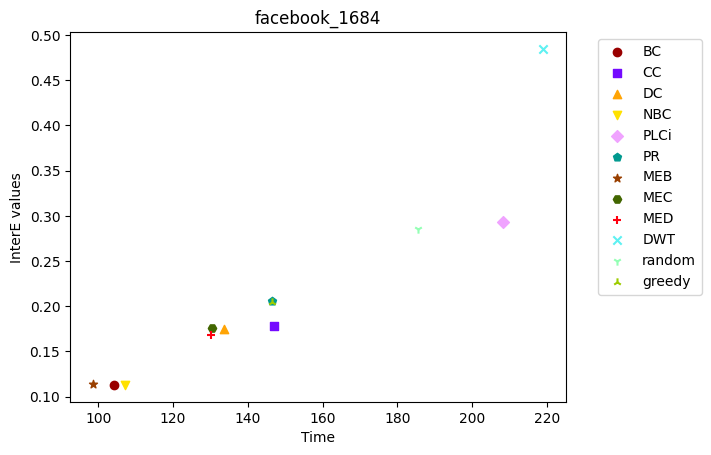 facebook_1684
InterE values
0.50
0.45
0.40
0.35
0.30
0.25
0.20
0.15
0.10
100
120
140
160
180
200
220
Time
BC
CC
DC
NBC
PLCi
PR
MEB
MEC
MED
DWT
random
greedy